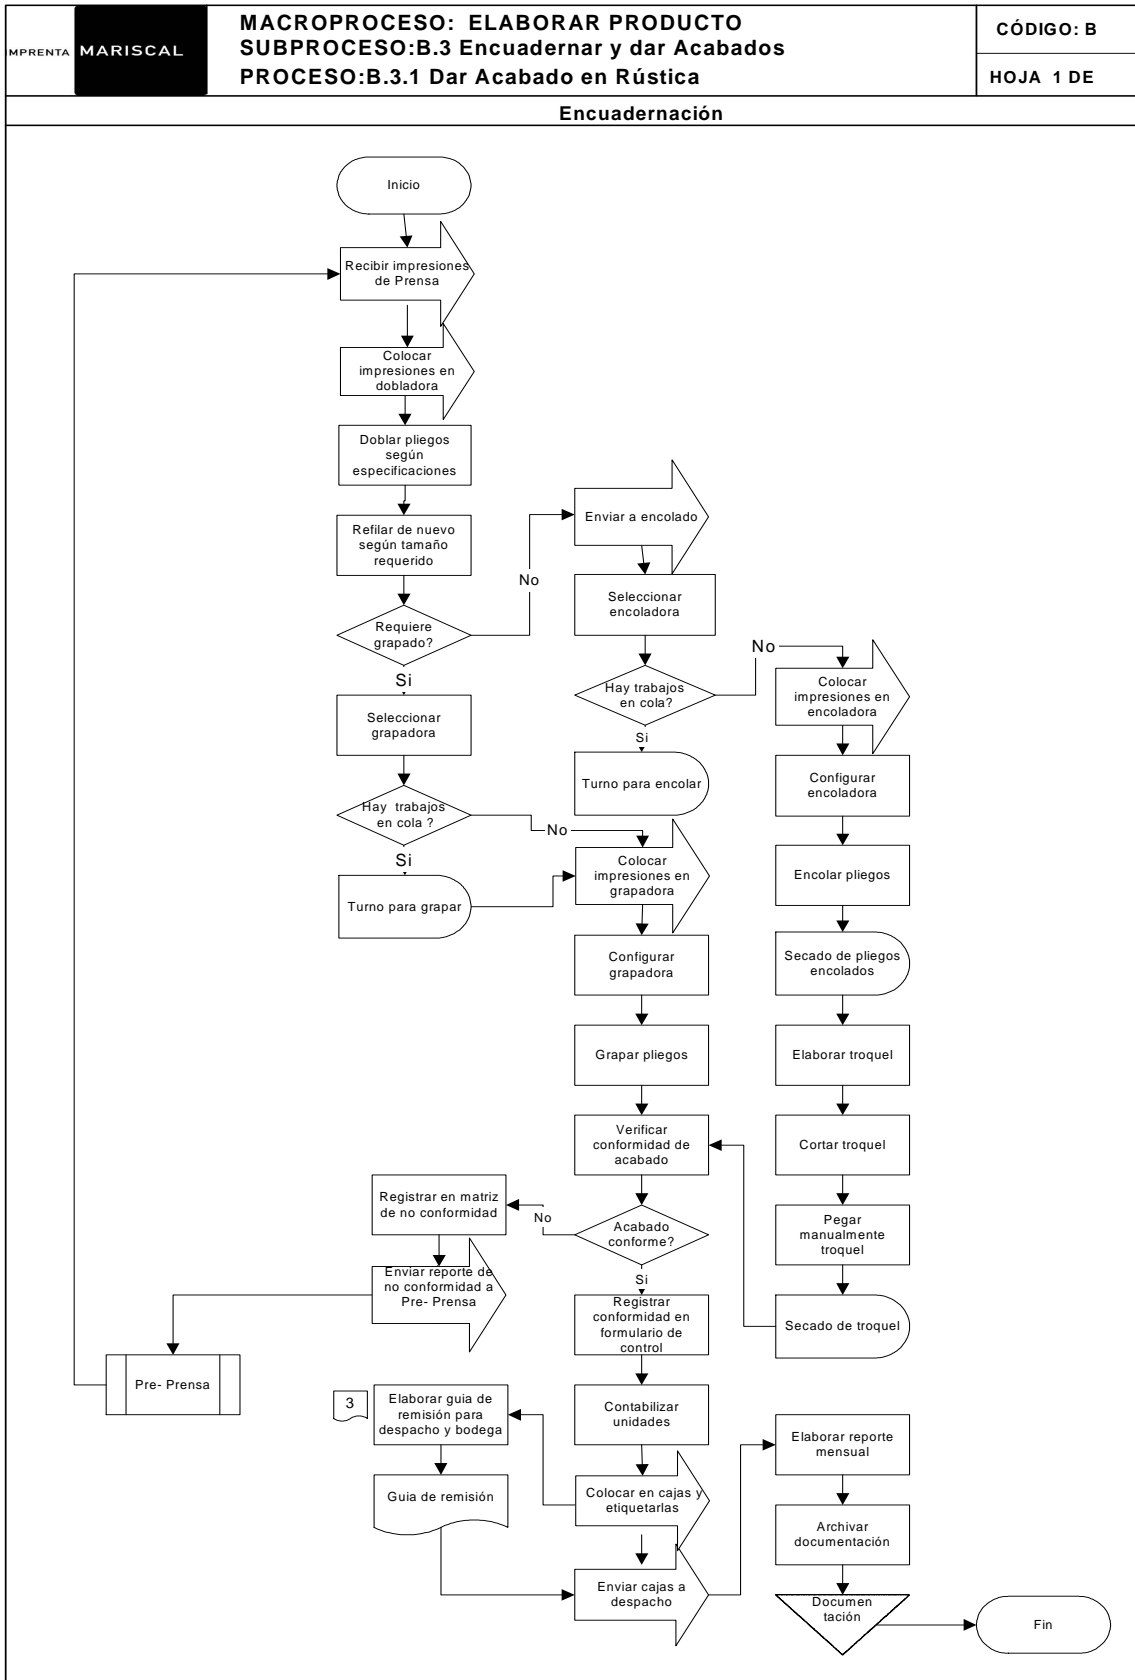 IMPRENTA MARISCAL
MACROPROCESO: ELABORAR PRODUCTO
SUBPROCESO:B.3 Encuadernar y dar Acabados
PROCESO:B.3.1 Dar Acabado en Rústica
CÓDIGO: B
HOJA 1 DE
Encuadernación
Inicio
Recibir impresiones
de Prensa
Colocar
impresiones en
dobladora
Doblar pliegos
según
especificaciones
Refilar de nuevo
según tamaño
requerido
Requiere
grapado?
No
Si
Enviar a encolado
Seleccionar
encoladora
Hay trabajos
en cola?
No
Si
Turno para encolar
Colocar
impresiones en
encoladora
Configurar
encoladora
Encolar pliegos
Secado de pliegos
encolados
Elaborar troquel
Cortar troquel
Pegar
manualmente
troquel
Secado de troquel
Seleccionar
grapadora
Hay trabajos
en cola ?
No
Si
Turno para grapar
Colocar
impresiones en
grapadora
Configurar
grapadora
Grapar pliegos
Verificar
conformidad de
acabado
Acabado
conforme?
No
Si
Registrar en matriz
de no conformidad
Enviar reporte de
no conformidad a
Pre- Prensa
Pre- Prensa
Registrar
conformidad en
formulario de
control
Contabilizar
unidades
Colocar en cajas y
etiquetarlas
3
Elaborar guia de
remisión para
despacho y bodega
Guia de remisión
Enviar cajas a
despacho
Elaborar reporte
mensual
Archivar
documentación
Documen
tación
Fin